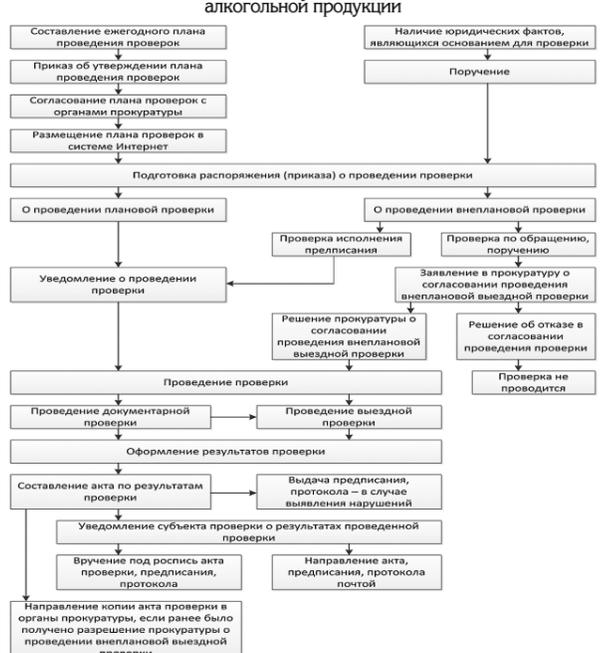 алкогольной продукции
Составление ежегодного плана
проведения проверок
Наличие юридических фактов,
являющихся основанием для проверки
Приказ об утверждении плана
проведения проверок
Поручение
Согласование плана проверок с
органами прокуратуры
Размещение плана проверок в
системе Интернет
Подготовка распоряжения (приказа) о проведении проверки
О проведении плановой проверки
О проведении внеплановой проверки
Проверка исполнения
прелписания
Проверка по обращению,
поручению
Уведомление о проведении
проверки
Заявление в прокуратуру о
согласовании проведения
внеплановой выездной проверки
Решение прокуратуры о
согласовании
проведения внеплановой
выездной проверки
Решение об отказе в
согласовании
проведения проверки
Проведение проверки
Проверка не
проводится
Проведение документарной
проверки
Проведение выездной
проверки
Оформление результатов проверки
Составление акта по результатам
проверки
Выдача предписания,
протокола – в случае
выявления нарушений
Уведомление субъекта проверки о результатах проведенной
проверки
Вручение под роспись акта
проверки, предписания,
протокола
Направление акта,
предписания, протокола
почтой
Направление копии акта проверки в
органы прокуратуры, если ранее было
получено разрешение прокуратуры о
проведении внеплановой выездной
проверки